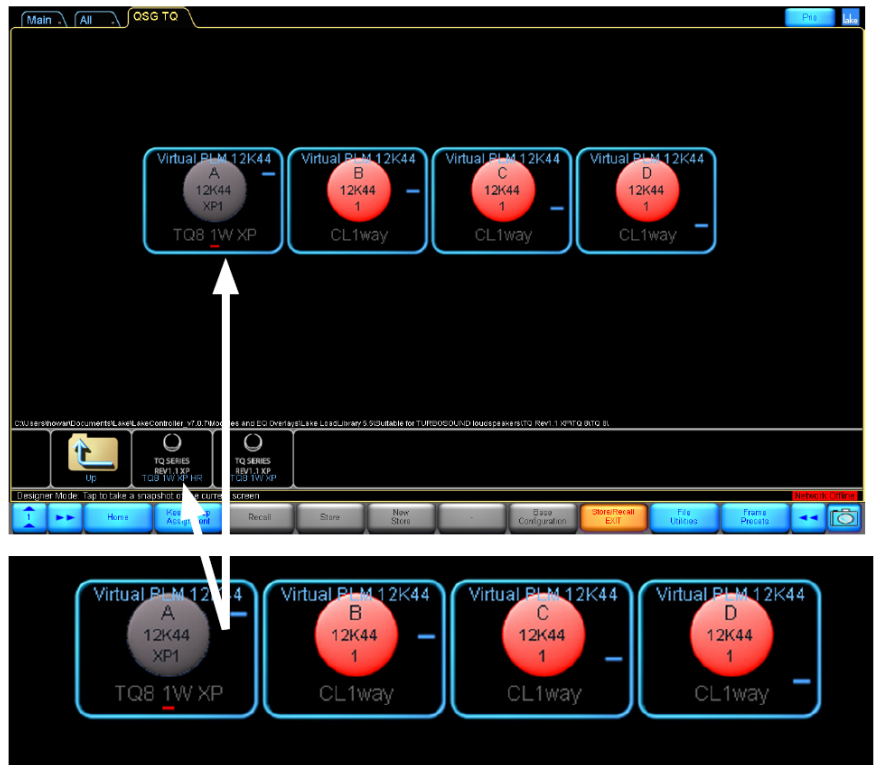 Main
All
QSG TQ
lake
Virtual PLM 12K44
Virtual PLM 12K44
Virtual PLM 12K44
Virtual PLM 12K44
A
B
C
D
12K44
12K44
12K44
12K44
XP1
1
1
1
TQ8 1W XP
CL1way
CL1way
CL1way
TQ SERIES
TQ SERIES
REV1.1 XP
REV1.1 XP
Up
TQ8 1W XP HR
TQ8 1W XP
Designer Mode: Tap to take a snapshot of the current screen
Network Offline
1
Home
Recall
Store
New
Store
-
Base
Configuration
Store/Recall
EXIT
File
Utilities
Frame
Presets
Virtual PLM 12K44
Virtual PLM 12K44
Virtual PLM 12K44
Virtual PLM 12K44
A
B
C
D
12K44
12K44
12K44
12K44
XP1
1
1
1
TQ8 1W XP
CL1way
CL1way
CL1way